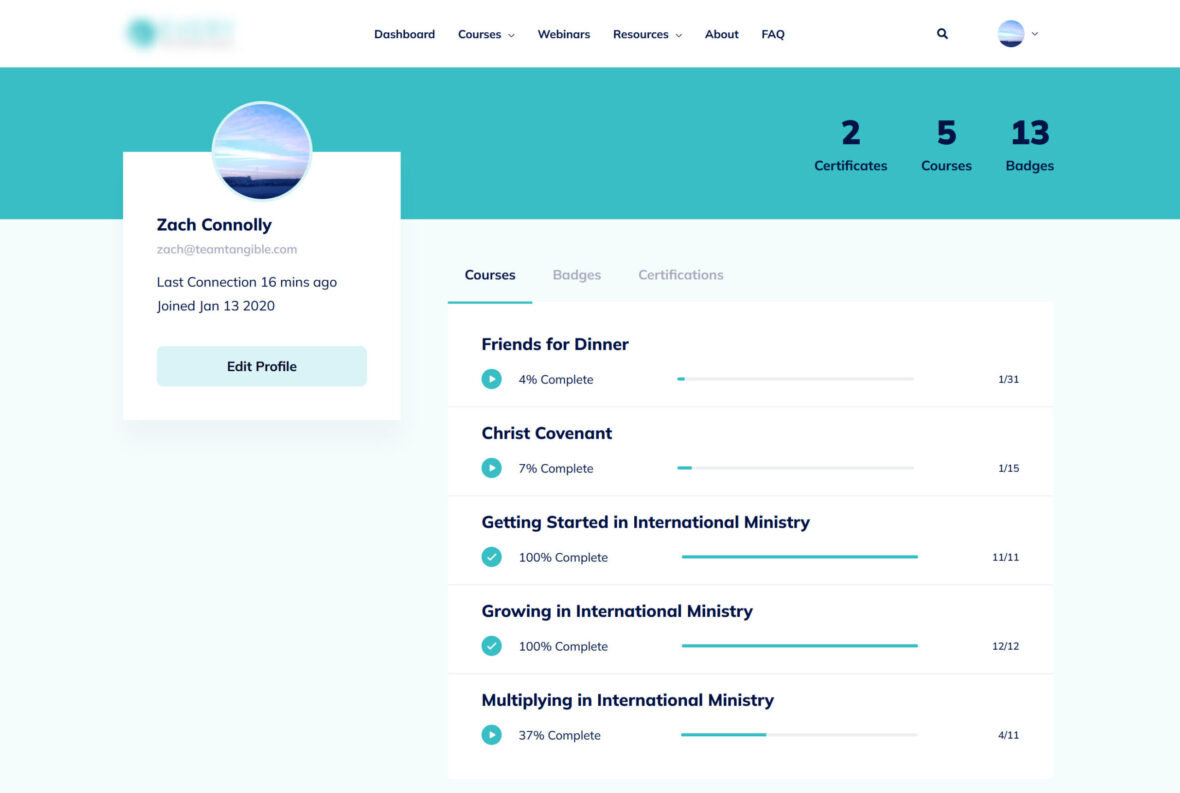 Dashboard Courses Webinars Resources About FAQ
2 5 13
Certificates Courses Badges
Zach Connolly
zach@teamtangible.com
Last Connection 16 mins ago
Joined Jan 13 2020
Edit Profile
Courses Badges Certifications
Friends for Dinner
4% Complete 1/31
Christ Covenant
7% Complete 1/15
Getting Started in International Ministry
100% Complete 11/11
Growing in International Ministry
100% Complete 12/12
Multiplying in International Ministry
37% Complete 4/11